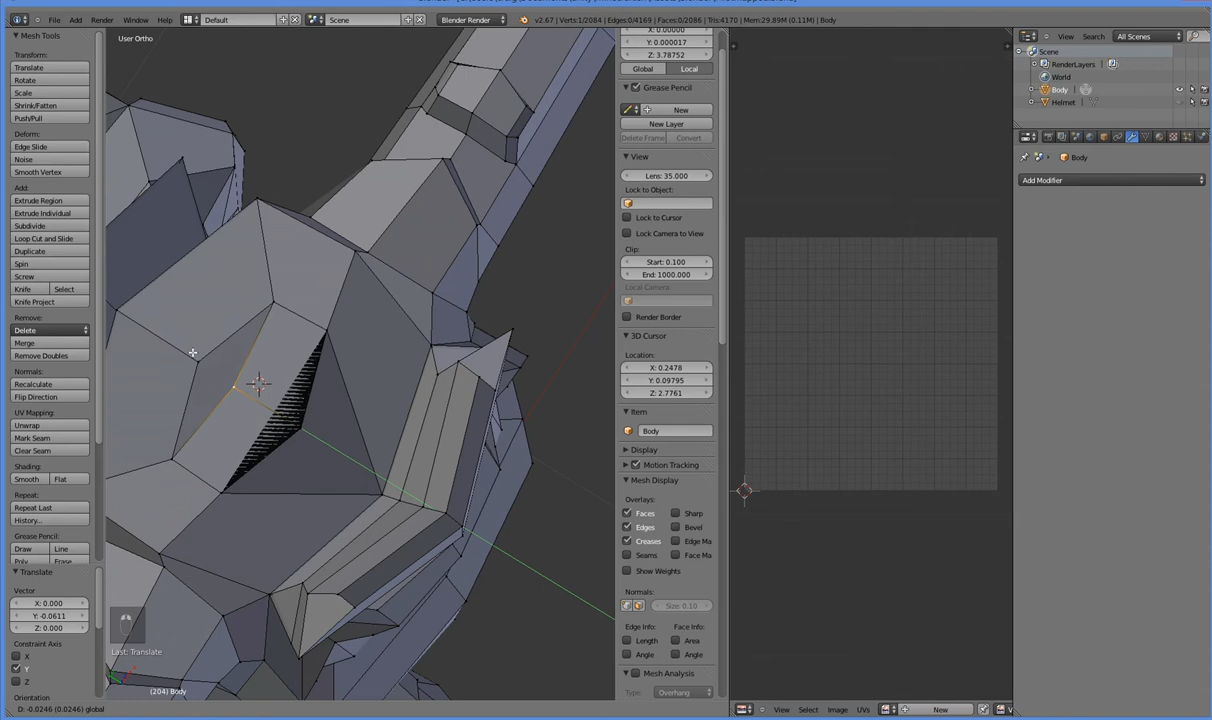 File Add Render Window Help Default Scene Blender Render v2.67 | Verts:1/2084 | Edges:0/4169 | Faces:0/2086 | Tris:4170 | Mem:29.89M (0.11M) | Body
Mesh Tools
Transform:
Translate
Rotate
Scale
Shrink/Fatten
Push/Pull
Deform:
Edge Slide
Noise
Smooth Vertex
Add:
Extrude Region
Extrude Individual
Subdivide
Loop Cut and Slide
Duplicate
Spin
Screw
Knife Select
Knife Project
Remove:
Delete
Merge
Remove Doubles
Normals:
Recalculate
Flip Direction
UV Mapping:
Unwrap
Mark Seam
Clear Seam
Shading:
Smooth Flat
Repeat:
Repeat Last
History...
Grease Pencil:
Draw Line
Poly Erase
Translate
Vector
X: 0.000
Y: -0.0611
Z: 0.000
Constraint Axis
X
Y
Z
Orientation
User Ortho
Last: Translate
(204) Body
D: -0.0246 (0.0246) global
X: 0.00000
Y: 0.000017
Z: 3.78752
Global Local
Grease Pencil
New
New Layer
Delete Frame Convert
View
Lens: 35.000
Lock to Object:
Lock to Cursor
Lock Camera to View
Clip:
Start: 0.100
End: 1000.000
Local Camera:
Render Border
3D Cursor
Location:
X: 0.2478
Y: 0.09795
Z: 2.7761
Item
Body
Display
Motion Tracking
Mesh Display
Overlays:
Faces Sharp
Edges Bevel
Creases Edge Ma
Seams Face Ma
Show Weights
Normals:
Size: 0.10
Edge Info: Face Info:
Length Area
Angle Angle
Mesh Analysis
Type: Overhang
View Select Image UVs New
View Search All Scenes
Scene
RenderLayers
World
Body
Helmet
Body
Add Modifier